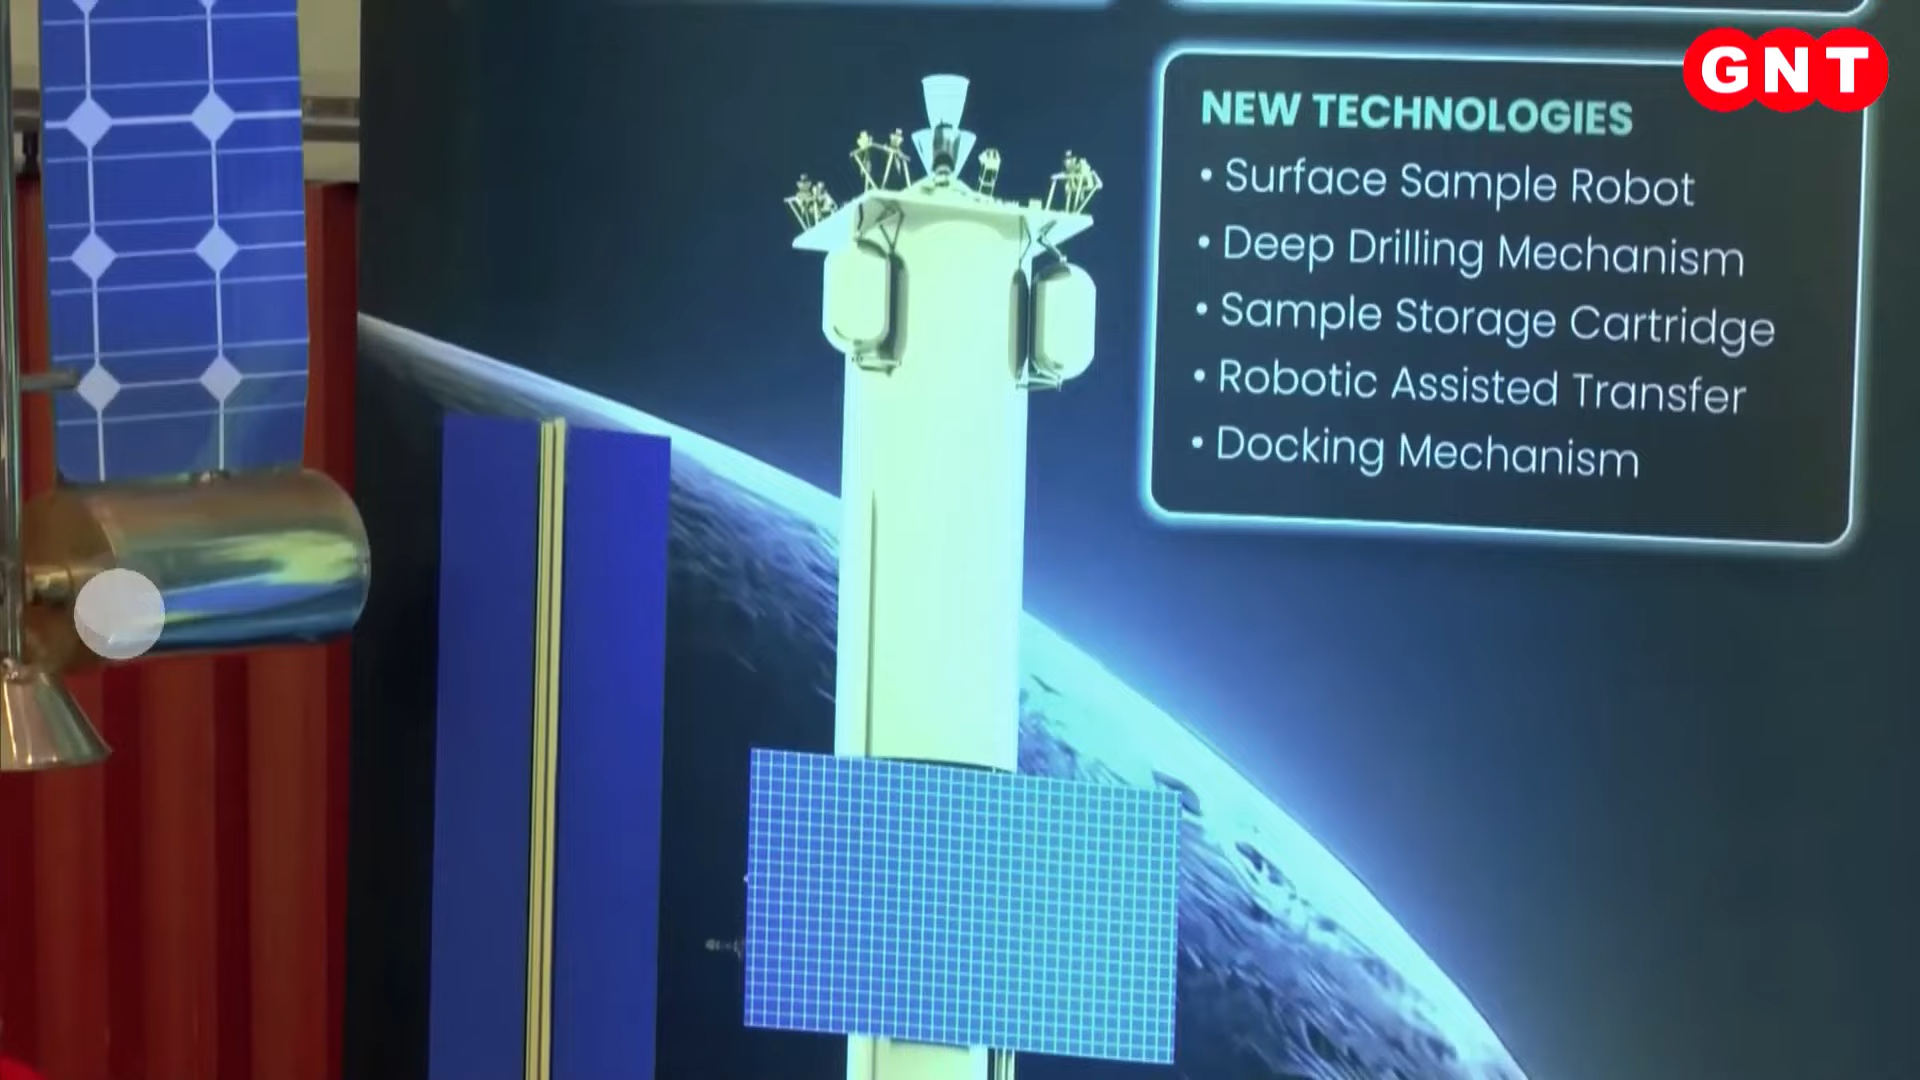 GNT
NEW TECHNOLOGIES
• Surface Sample Robot
• Deep Drilling Mechanism
• Sample Storage Cartridge
• Robotic Assisted Transfer
• Docking Mechanism